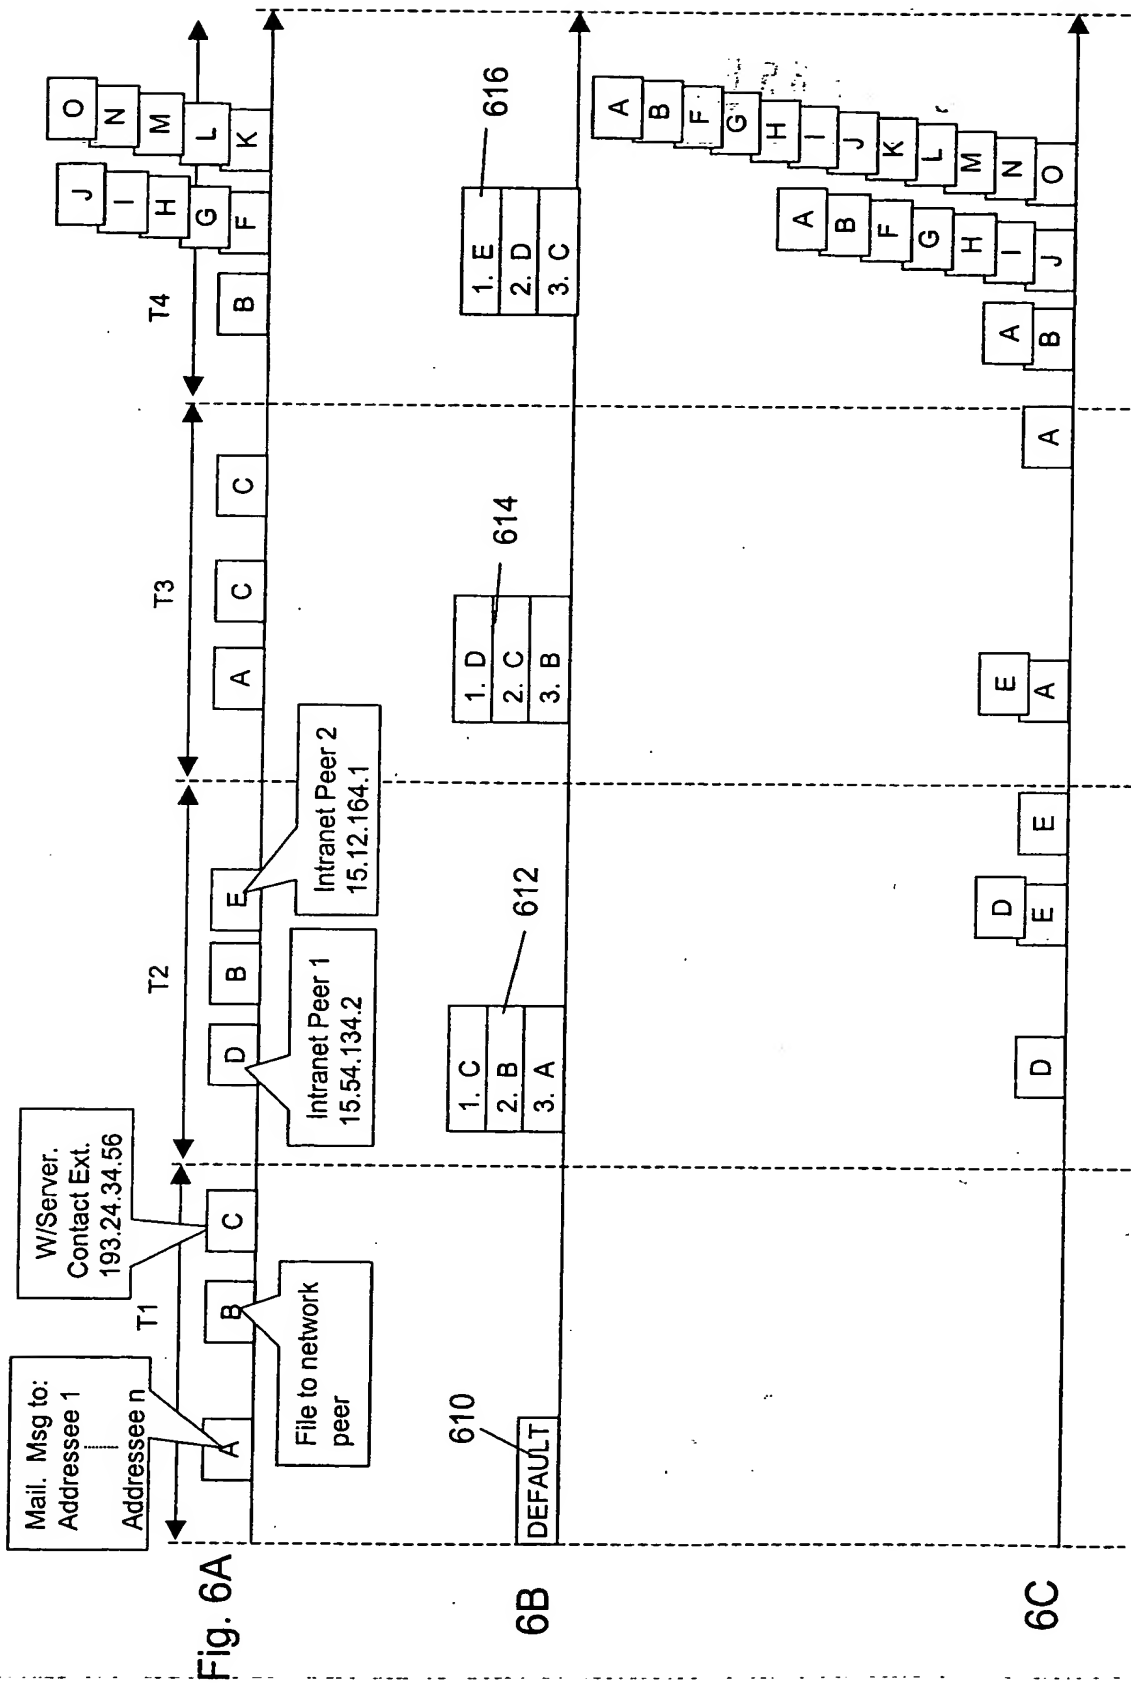 Fig. 6A
T1
T2
T3
T4
Mail. Msg to:
Addressee 1
Addressee n
W/Server.
Contact Ext.
193.24.34.56
A
B
C
D
B
E
A
C
C
B
F
G
H
I
J
K
L
M
N
O
File to network
peer
Intranet Peer 1
15.54.134.2
Intranet Peer 2
15.12.164.1
6B
DEFAULT
610
1. C
2. B
3. A
612
1. D
2. C
3. B
614
1. E
2. D
3. C
616
6C
D
D
E
E
E
A
A
A
B
A
B
F
G
H
I
J
A
B
F
G
H
I
J
K
L
M
N
O